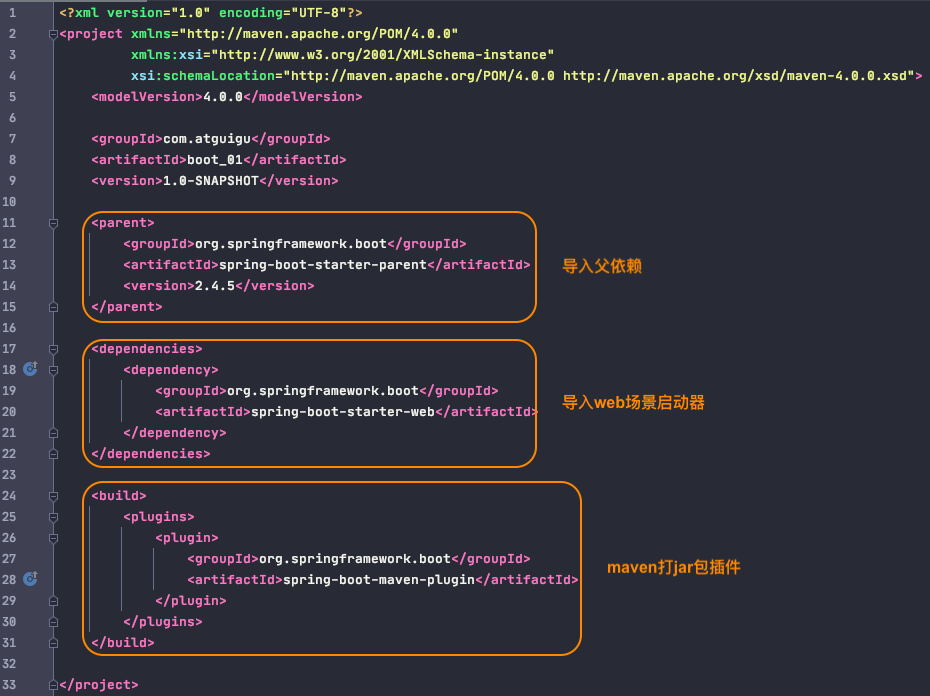 1 <?xml version="1.0" encoding="UTF-8"?>
2 <project xmlns="http://maven.apache.org/POM/4.0.0"
3 xmlns:xsi="http://www.w3.org/2001/XMLSchema-instance"
4 xsi:schemaLocation="http://maven.apache.org/POM/4.0.0 http://maven.apache.org/xsd/maven-4.0.0.xsd">
5 <modelVersion>4.0.0</modelVersion>
6
7 <groupId>com.atguigu</groupId>
8 <artifactId>boot_01</artifactId>
9 <version>1.0-SNAPSHOT</version>
10
11 <parent>
12 <groupId>org.springframework.boot</groupId>
13 <artifactId>spring-boot-starter-parent</artifactId>
导入父依赖
14 <version>2.4.5</version>
15 </parent>
16
17 <dependencies>
18 <dependency>
19 <groupId>org.springframework.boot</groupId>
20 <artifactId>spring-boot-starter-web</artifactId>
导入web场景启动器
21 </dependency>
22 </dependencies>
23
24 <build>
25 <plugins>
26 <plugin>
27 <groupId>org.springframework.boot</groupId>
maven打jar包插件
28 <artifactId>spring-boot-maven-plugin</artifactId>
29 </plugin>
30 </plugins>
31 </build>
32
33 </project>